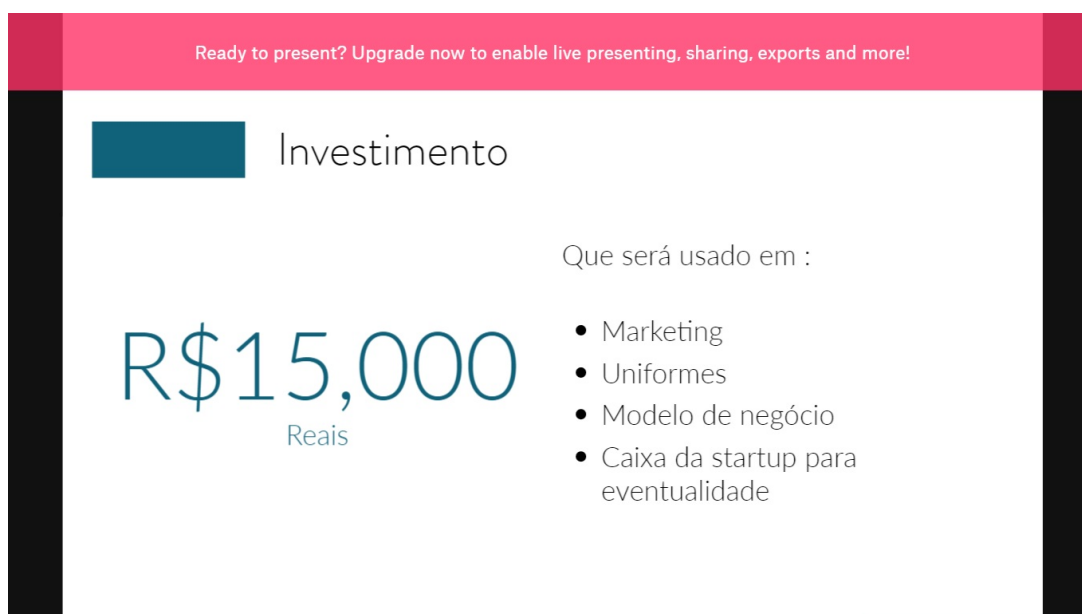 Ready to present? Upgrade now to enable live presenting, sharing, exports and more!
Investimento
R$15,000
Reais
Que será usado em :
• Marketing
• Uniformes
• Modelo de negócio
• Caixa da startup para
eventualidade